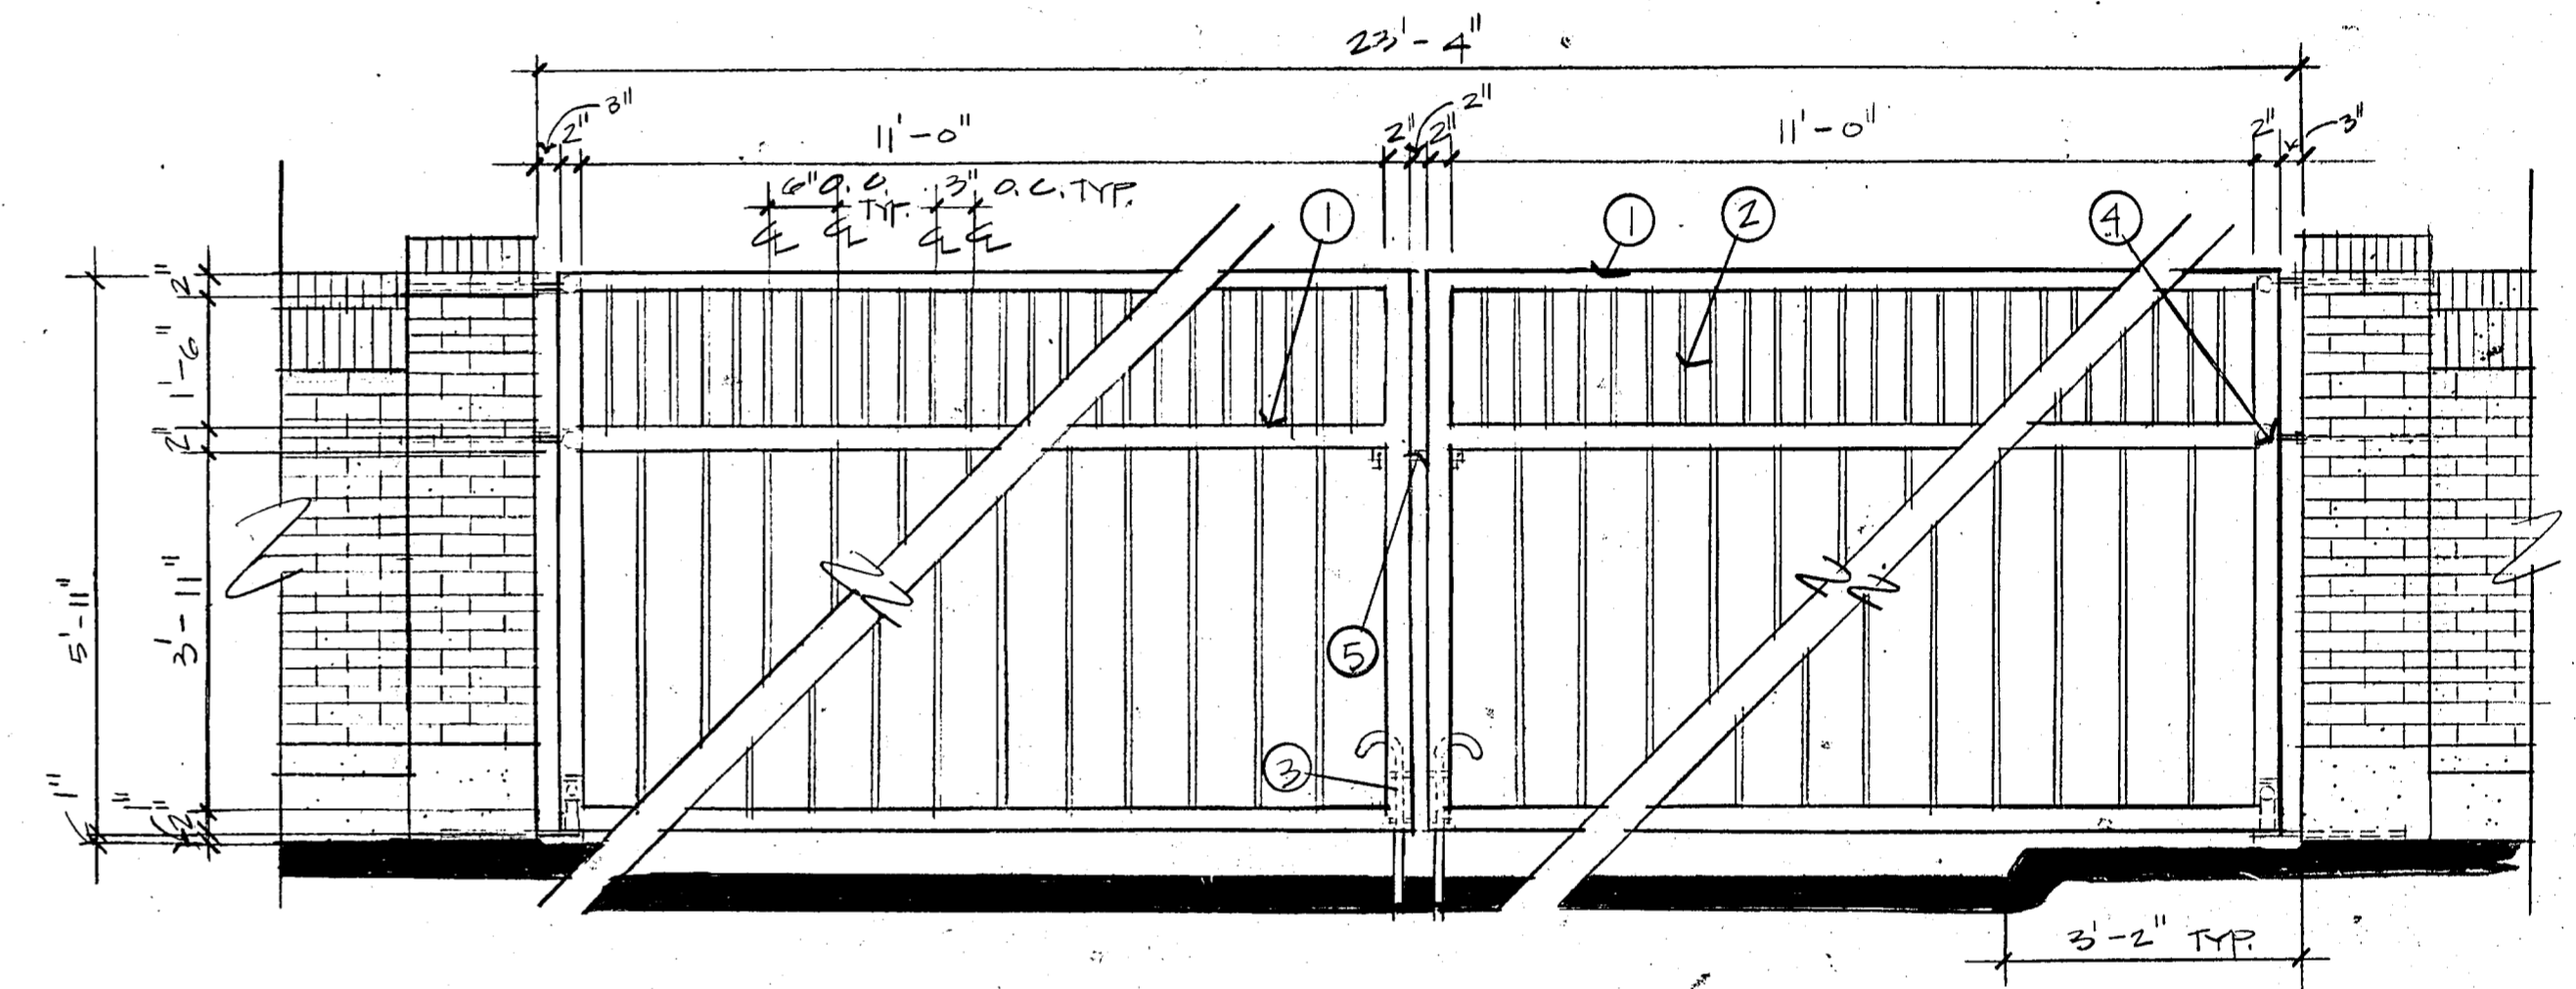 23'-4"
3" 2" 11'-0" 2" 2" 2" 11'-0" 2" 3"
6" O.C. TYP. 3" O.C. TYP.
℄ ℄ ℄ ℄
1 1 2 4
2"
1'-6"
2"
5'-11"
3'-11"
5
3
1"
2"
3'-2" TYP.